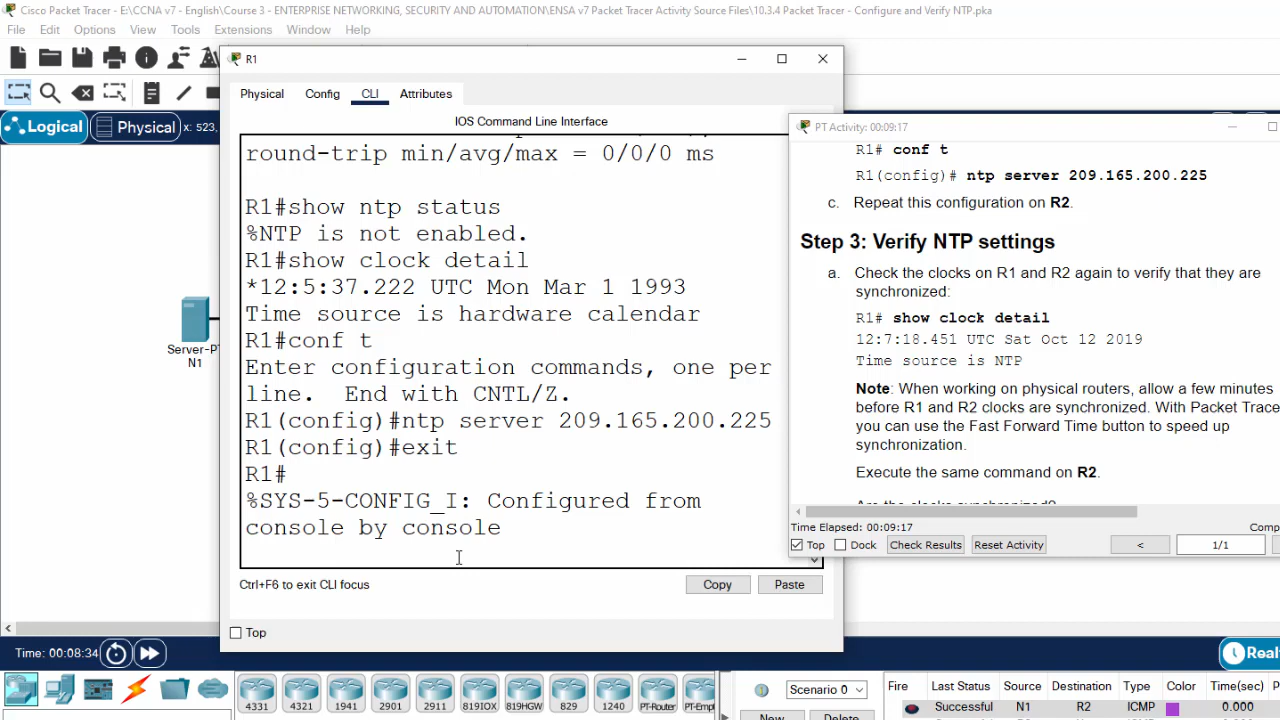 Cisco Packet Tracer - E:\CCNA v7 - English\Course 3 - ENTERPRISE NETWORKING, SECURITY AND AUTOMATION\ENSA v7 Packet Tracer Activity Source Files\10.3.4 Packet Tracer - Configure and Verify NTP.pka
File Edit Options View Tools Extensions Window Help
R1
Physical Config CLI Attributes
Logical Physical x: 523,
IOS Command Line Interface
round-trip min/avg/max = 0/0/0 ms
R1#show ntp status
%NTP is not enabled.
R1#show clock detail
*12:5:37.222 UTC Mon Mar 1 1993
Time source is hardware calendar
R1#conf t
Enter configuration commands, one per
line. End with CNTL/Z.
R1(config)#ntp server 209.165.200.225
R1(config)#exit
R1#
%SYS-5-CONFIG_I: Configured from
console by console
Ctrl+F6 to exit CLI focus
Copy Paste
Top
Server-PT
N1
PT Activity: 00:09:17
R1# conf t
R1(config)# ntp server 209.165.200.225
c. Repeat this configuration on R2.
Step 3: Verify NTP settings
a. Check the clocks on R1 and R2 again to verify that they are
synchronized:
R1# show clock detail
12:7:18.451 UTC Sat Oct 12 2019
Time source is NTP
Note: When working on physical routers, allow a few minutes
before R1 and R2 clocks are synchronized. With Packet Tracer
you can use the Fast Forward Time button to speed up
synchronization.
Execute the same command on R2.
Are the clocks synchronized?
Time Elapsed: 00:09:17 Comp
Top Dock Check Results Reset Activity < 1/1
Time: 00:08:34 Real
4331 4321 1941 2901 2911 819IOX 819HGW 829 1240 PT-Router PT-Empt
Scenario 0
New Delete
Fire Last Status Source Destination Type Color Time(sec) P
Successful N1 R2 ICMP 0.000